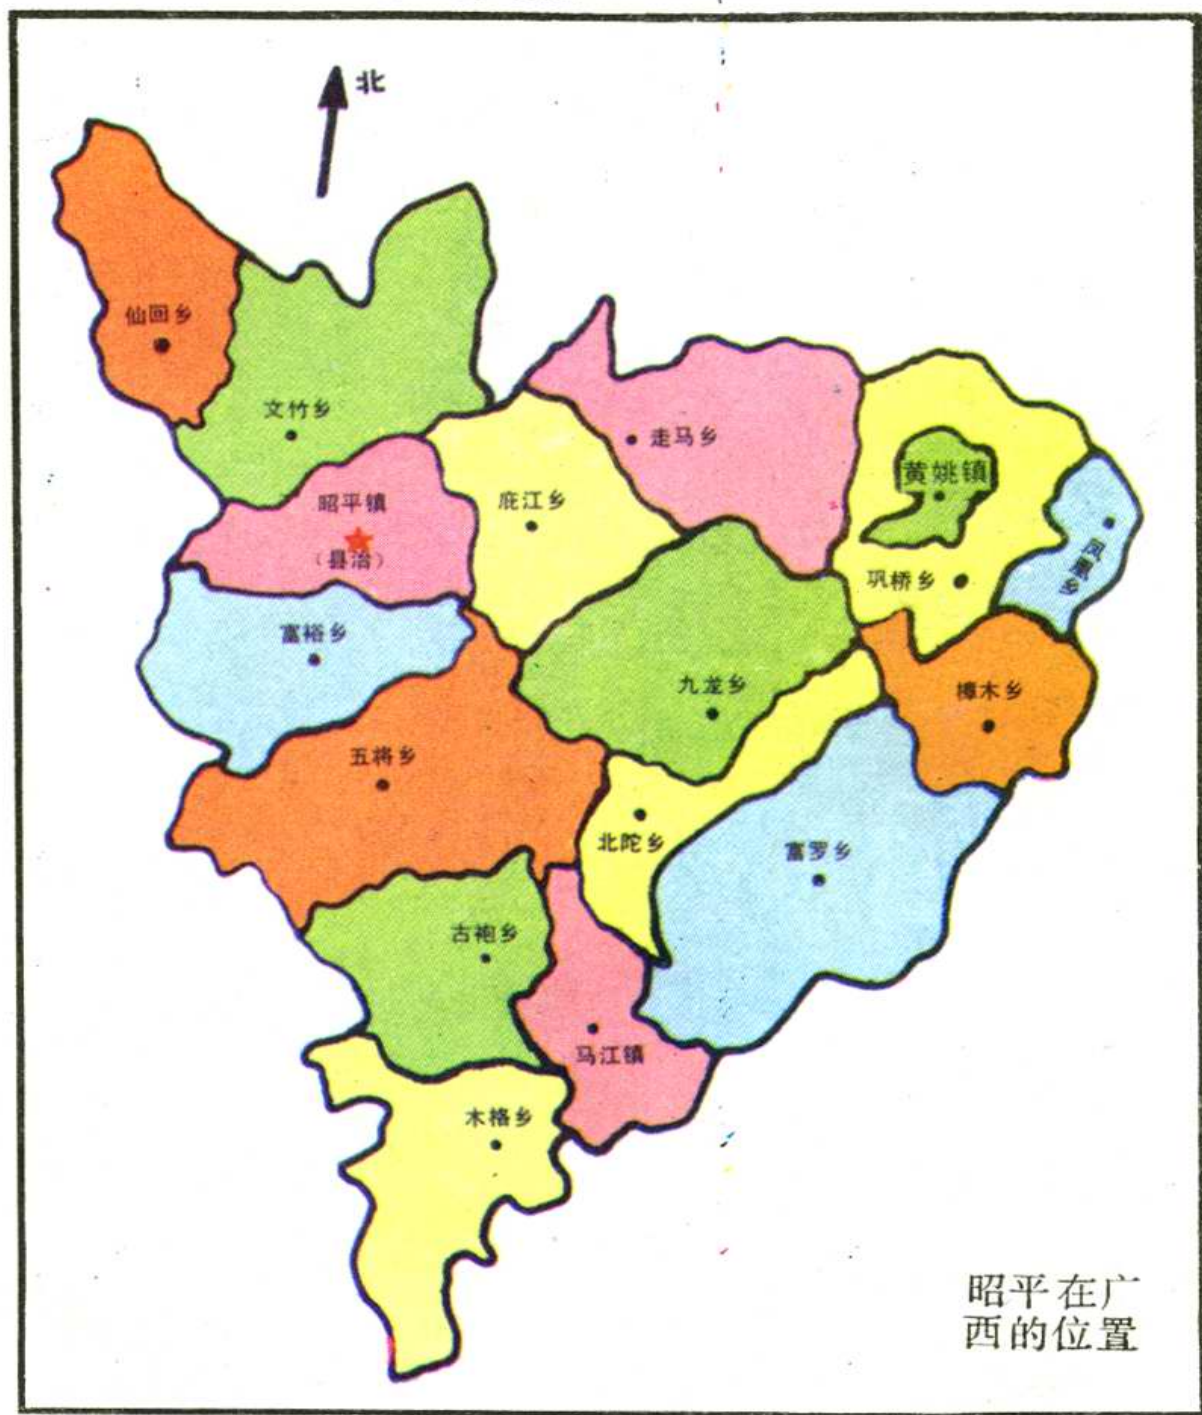 北
仙回乡
文竹乡
走马乡
昭平镇
(县治)
庇江乡
黄姚镇
凤凰乡
巩桥乡
富裕乡
九龙乡
樟木乡
五将乡
北陀乡
富罗乡
古袍乡
马江镇
木格乡
昭平在广
西的位置